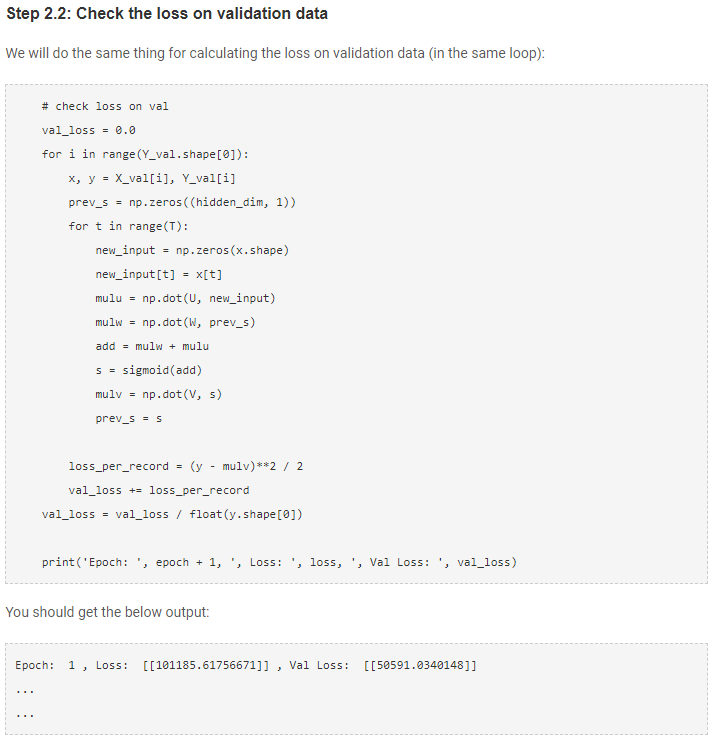 Step 2.2: Check the loss on validation data
We will do the same thing for calculating the loss on validation data (in the same loop):
    # check loss on val
    val_loss = 0.0
    for i in range(Y_val.shape[0]):
        x, y = X_val[i], Y_val[i]
        prev_s = np.zeros((hidden_dim, 1))
        for t in range(T):
            new_input = np.zeros(x.shape)
            new_input[t] = x[t]
            mulu = np.dot(U, new_input)
            mulw = np.dot(W, prev_s)
            add = mulw + mulu
            s = sigmoid(add)
            mulv = np.dot(V, s)
            prev_s = s
        loss_per_record = (y - mulv)**2 / 2
        val_loss += loss_per_record
    val_loss = val_loss / float(y.shape[0])
    print('Epoch: ', epoch + 1, ', Loss: ', loss, ', Val Loss: ', val_loss)
You should get the below output:
Epoch:  1 , Loss:  [[101185.61756671]] , Val Loss:  [[50591.0340148]]
...
...